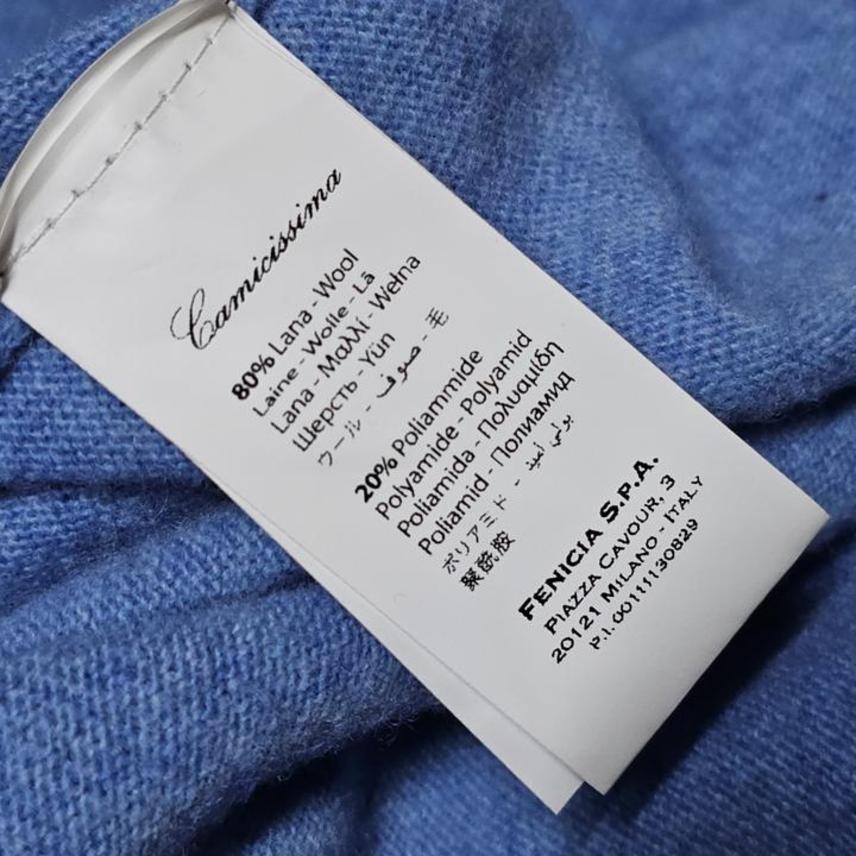 Camicissima
80% Lana - Wool
Laine - Wolle - Lã
Lana - Μαλλί - Wełna
Шерсть - Yün
ウール - صوف - 毛
20% Poliammide
Polyamide - Polyamid
Poliamida - Πολυαμίδη
Poliamid - Полиамид
ポリアミド - بولي أميد
聚酰胺
FENICIA S.P.A.
PIAZZA CAVOUR, 3
20121 MILANO - ITALY
P.I. 00111130829